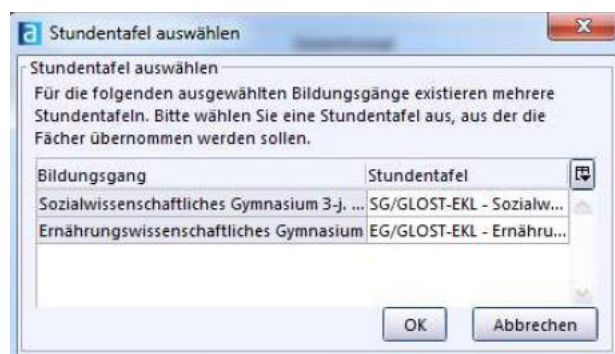 Stundentafel auswählen
Stundentafel auswählen
Für die folgenden ausgewählten Bildungsgänge existieren mehrere
Stundentafeln. Bitte wählen Sie eine Stundentafel aus, aus der die
Fächer übernommen werden sollen.
Bildungsgang Stundentafel
Sozialwissenschaftliches Gymnasium 3-j. ... SG/GLOST-EKL - Sozialw...
Ernährungswissenschaftliches Gymnasium EG/GLOST-EKL - Ernähru...
OK Abbrechen